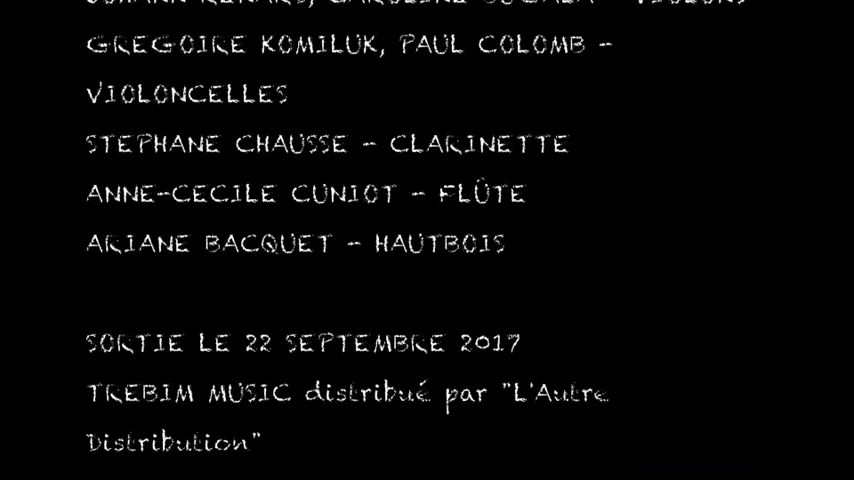 GREGOIRE KOMILUK, PAUL COLOMB -
VIOLONCELLES
STEPHANE CHAUSSE - CLARINETTE
ANNE-CECILE CUNIOT - FLÛTE
ARIANE BACQUET - HAUTBOIS
SORTIE LE 22 SEPTEMBRE 2017
TREBIM MUSIC distribué par "L'Autre
Distribution"